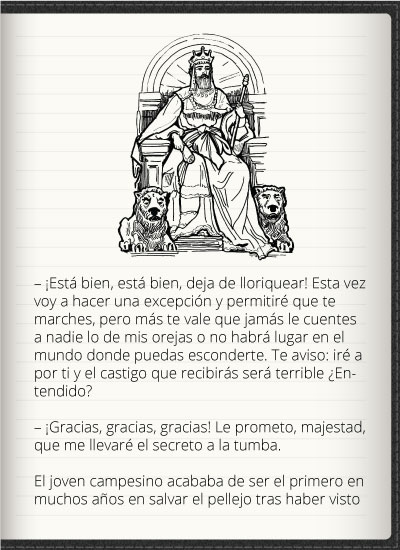 – ¡Está bien, está bien, deja de lloriquear! Esta vez
voy a hacer una excepción y permitiré que te
marches, pero más te vale que jamás le cuentes
a nadie lo de mis orejas o no habrá lugar en el
mundo donde puedas esconderte. Te aviso: iré a
por ti y el castigo que recibirás será terrible ¿En-
tendido?
– ¡Gracias, gracias, gracias! Le prometo, majestad,
que me llevaré el secreto a la tumba.
El joven campesino acababa de ser el primero en
muchos años en salvar el pellejo tras haber visto